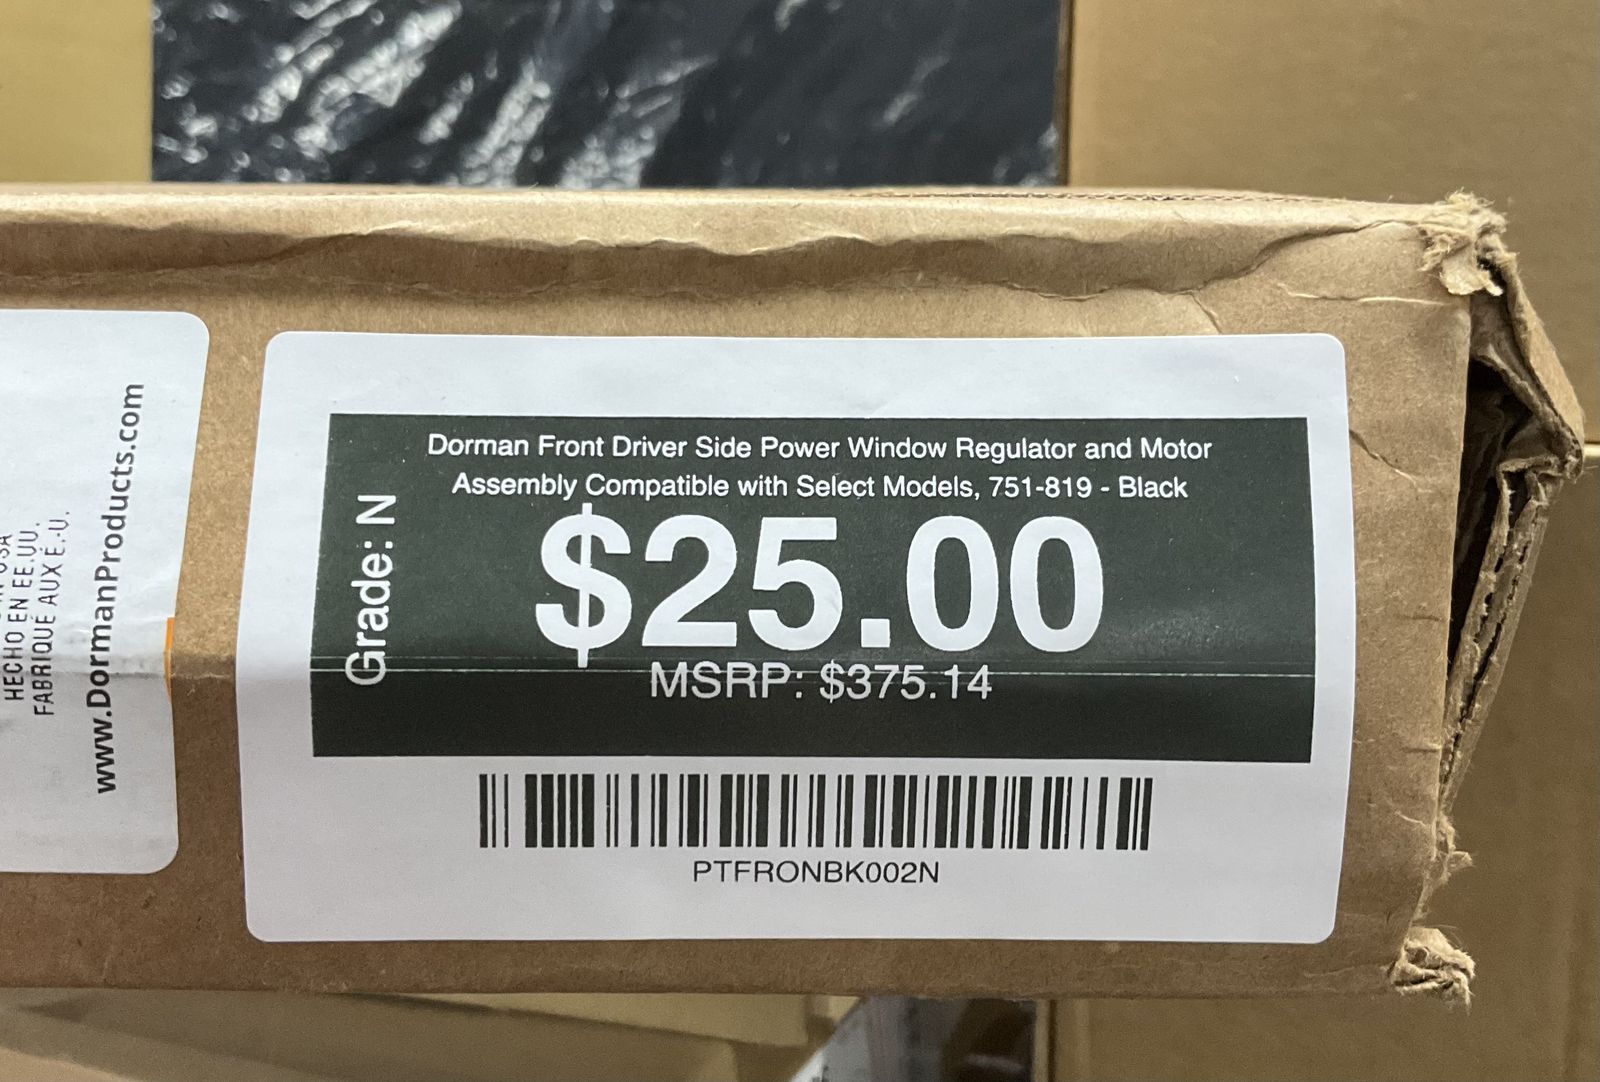 HECHO EN EE.UU.
FABRIQUÉ AUX É.-U.
www.DormanProducts.com
Grade: N
Dorman Front Driver Side Power Window Regulator and Motor
Assembly Compatible with Select Models, 751-819 - Black
$25.00
MSRP: $375.14
PTFRONBK002N